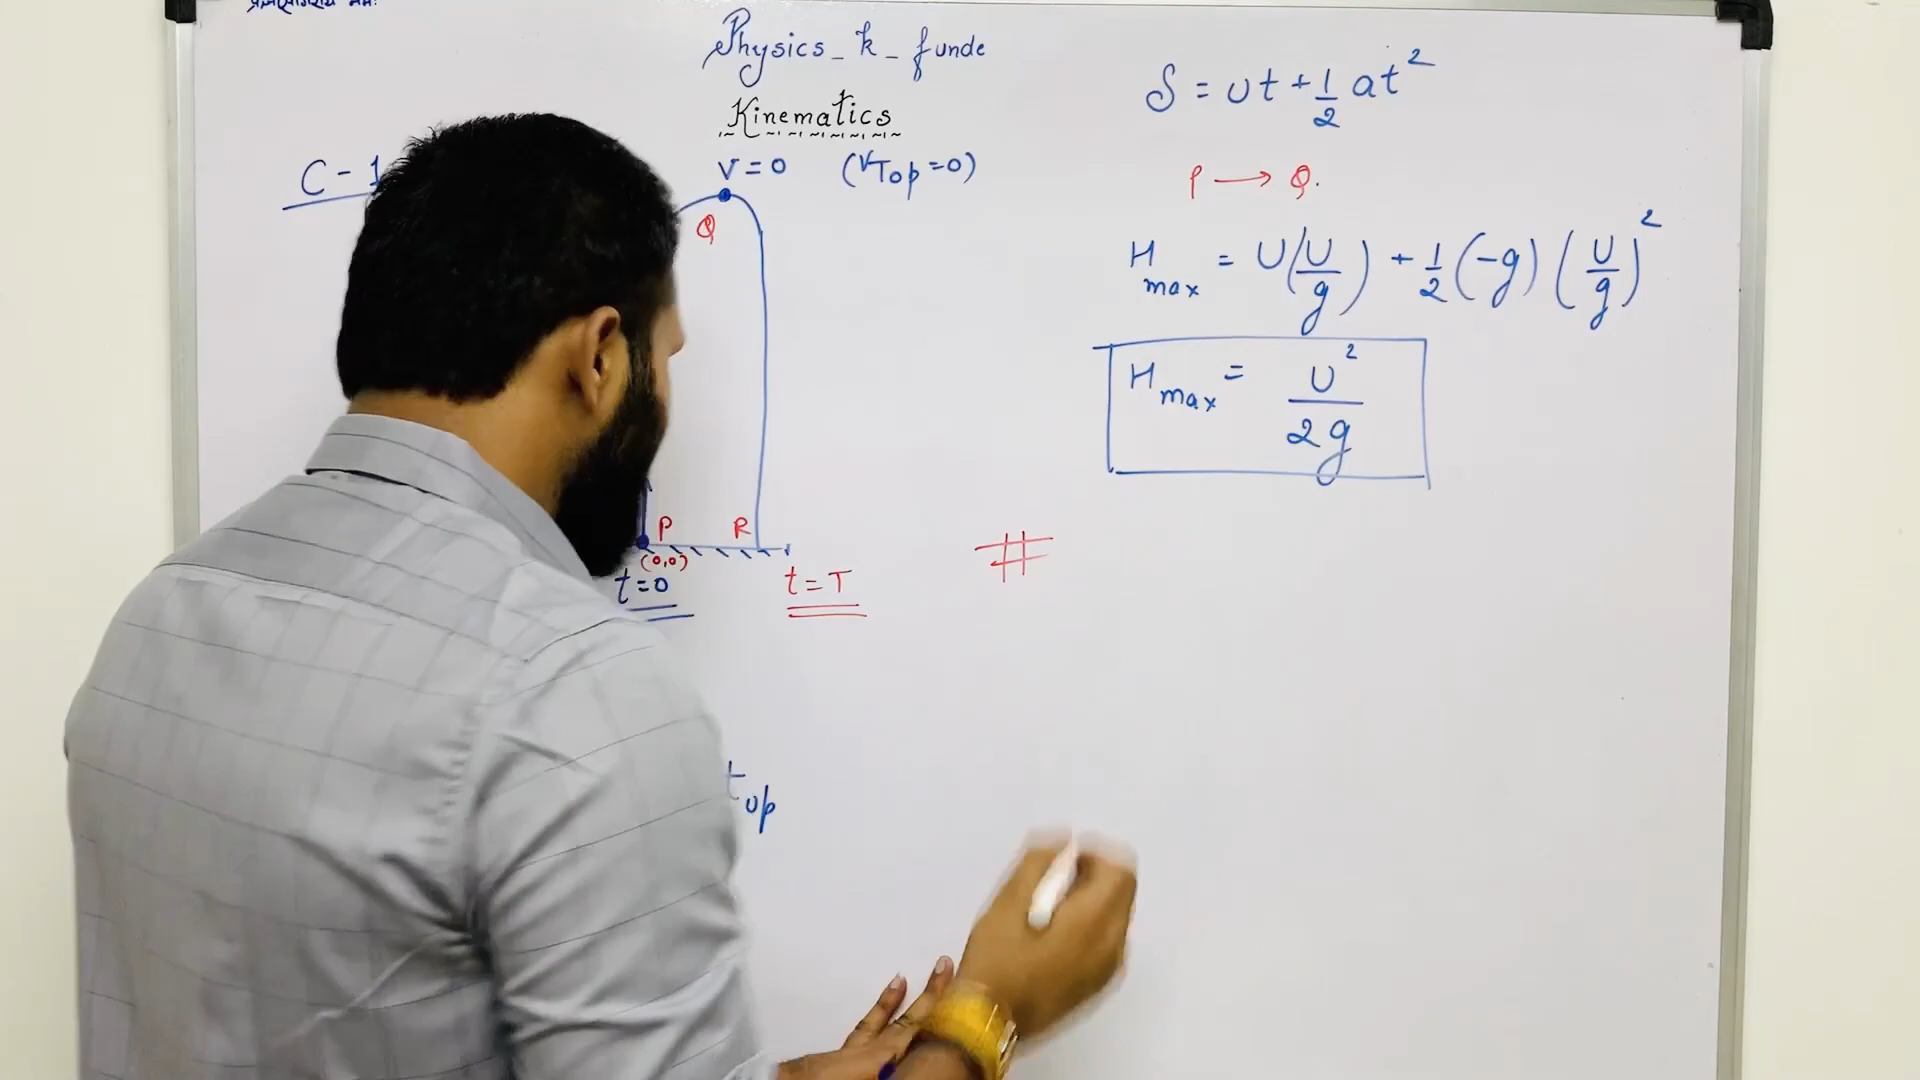 Physics_k_funde
Kinematics
C-1
V=0 (VTop=0)
Q
P R
(0,0)
t=0 t=T
tup
S = ut + 1/2 at²
P → Q.
Hmax = U(U/g) + 1/2 (-g) (U/g)²
Hmax = U²/2g
#